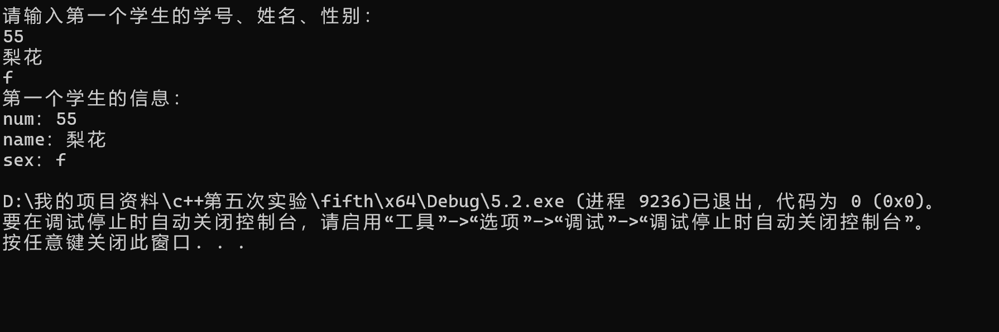 请输入第一个学生的学号、姓名、性别：
55
梨花
f
第一个学生的信息：
num：55
name：梨花
sex：f
D:\我的项目资料\c++第五次实验\fifth\x64\Debug\5.2.exe (进程 9236)已退出，代码为 0 (0x0)。
要在调试停止时自动关闭控制台，请启用“工具”->“选项”->“调试”->“调试停止时自动关闭控制台”。
按任意键关闭此窗口. . .